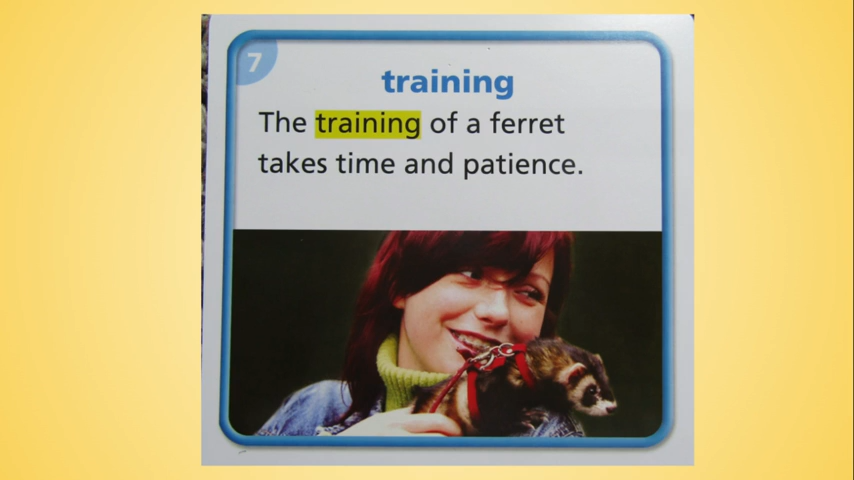 7
training
The training of a ferret
takes time and patience.